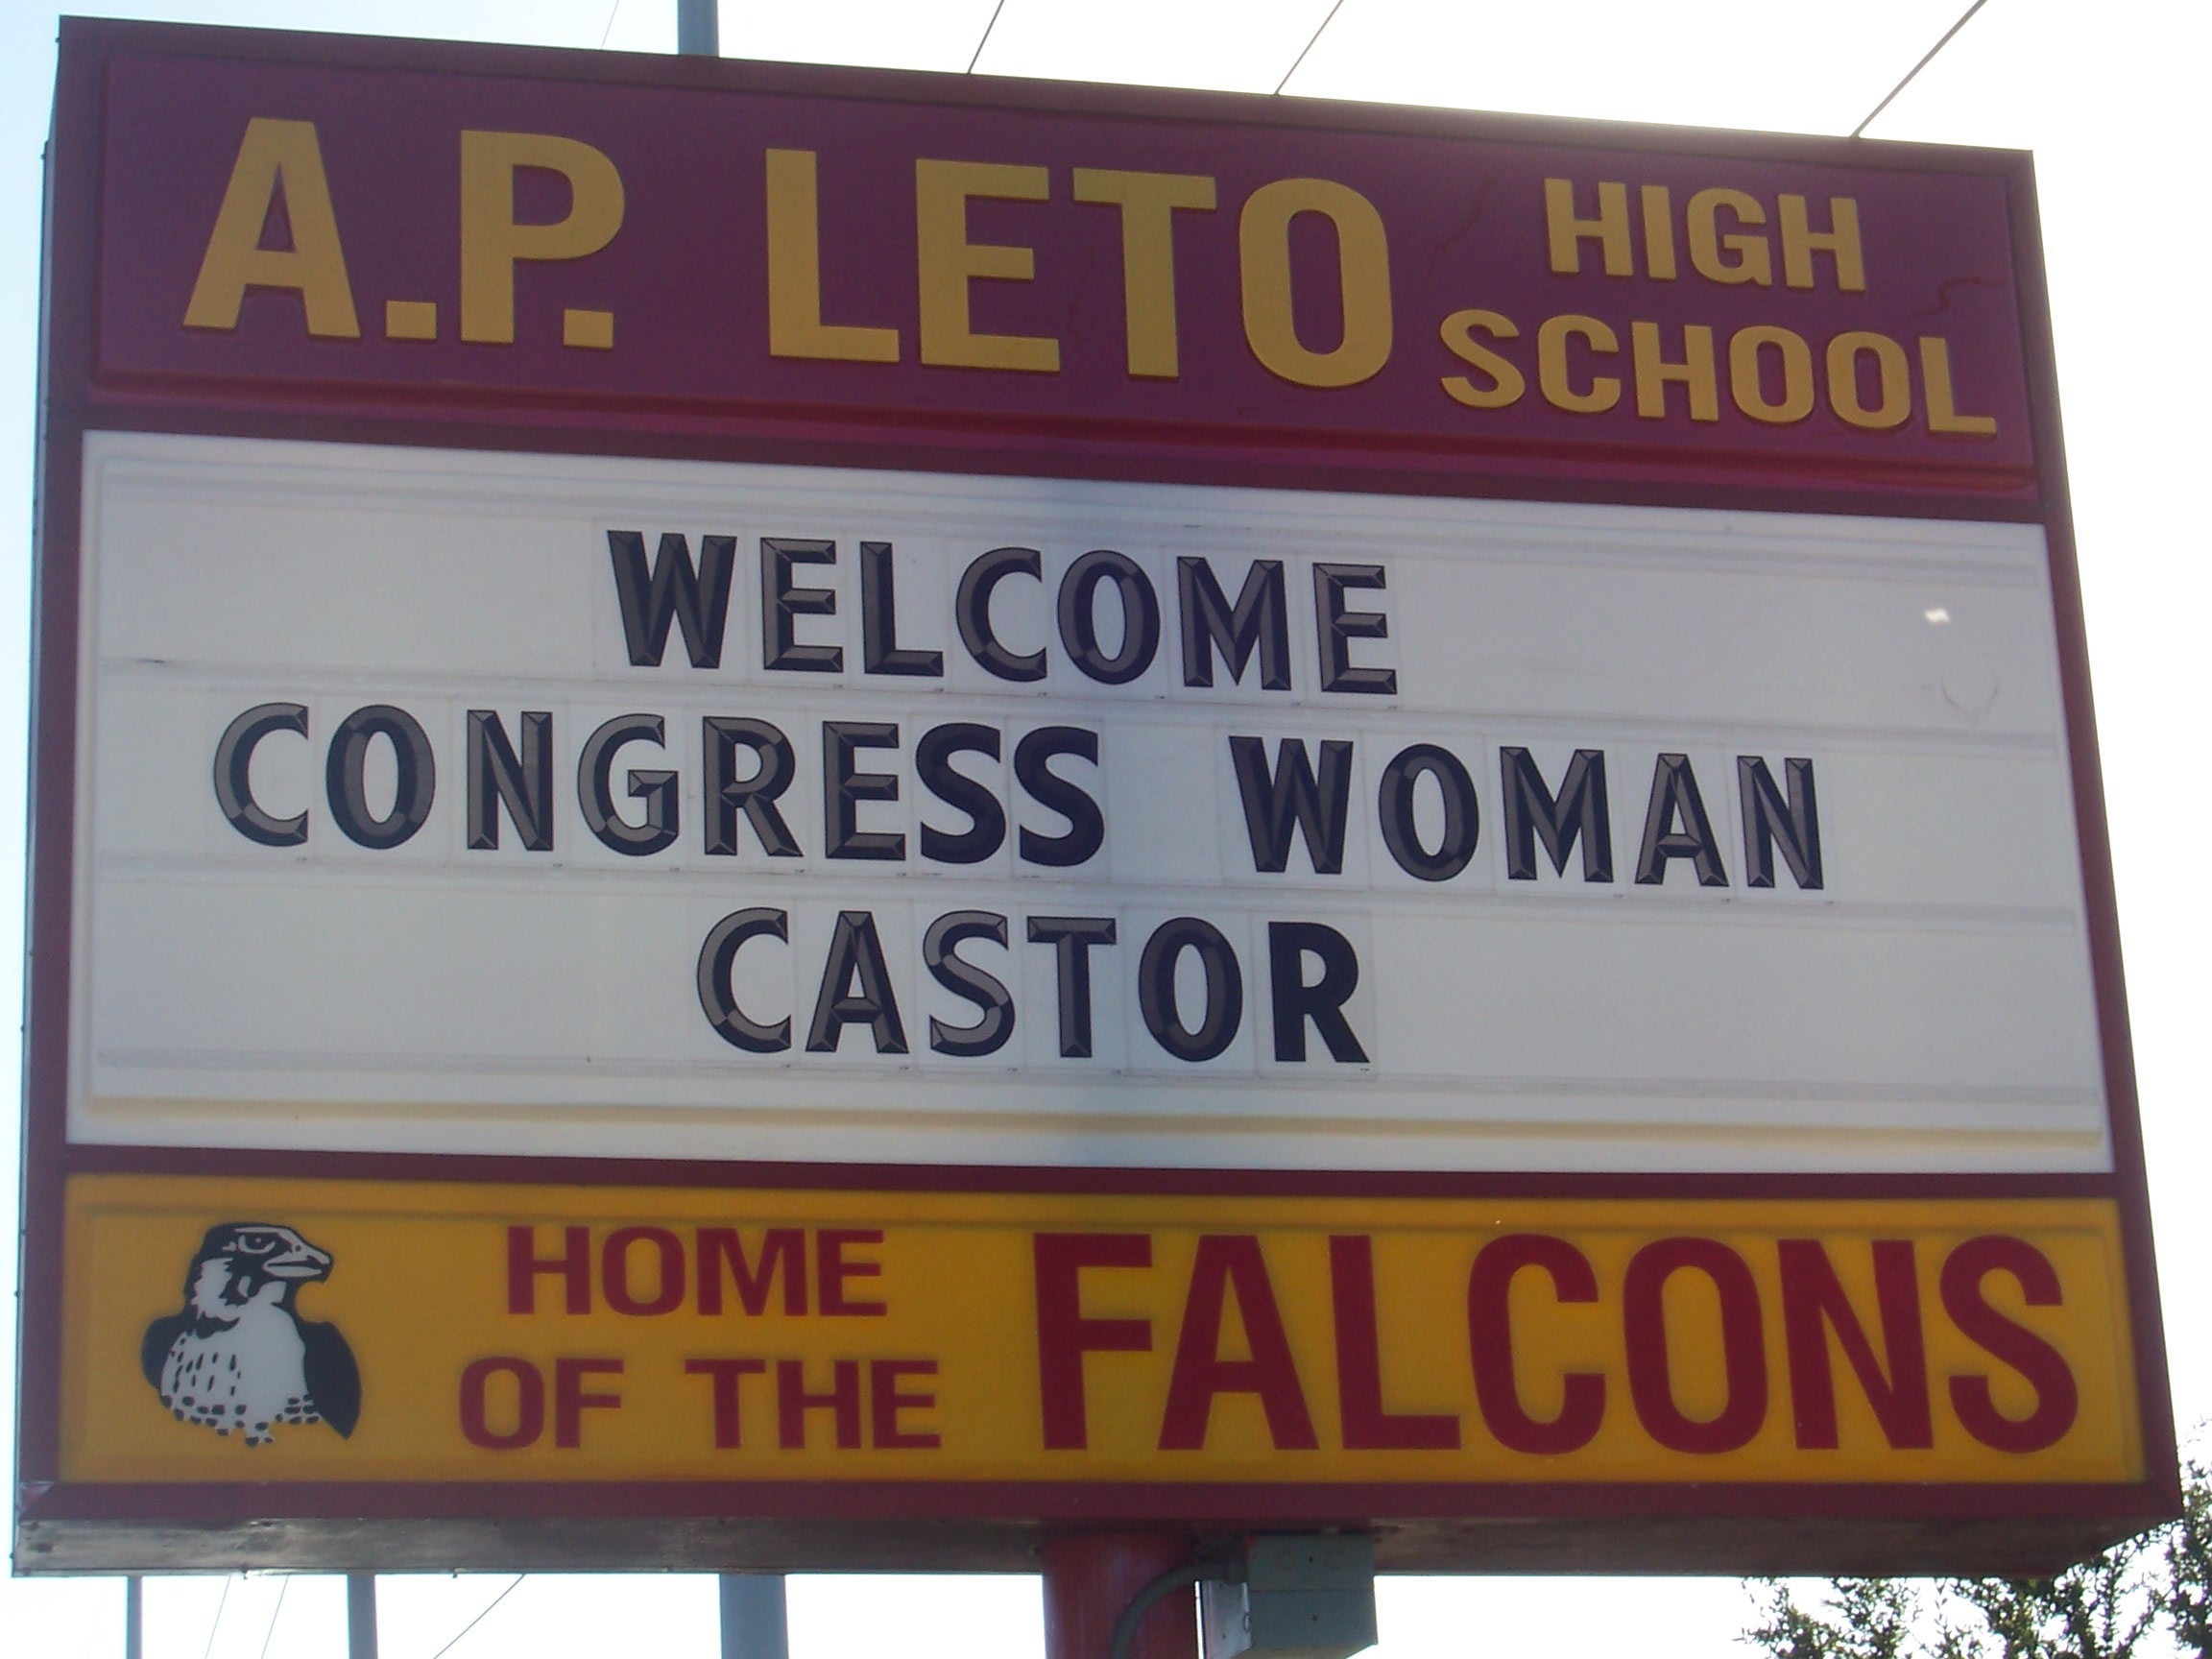 A.P. LETO HIGH SCHOOL
WELCOME
CONGRESS WOMAN
CASTOR
HOME
OF THE FALCONS